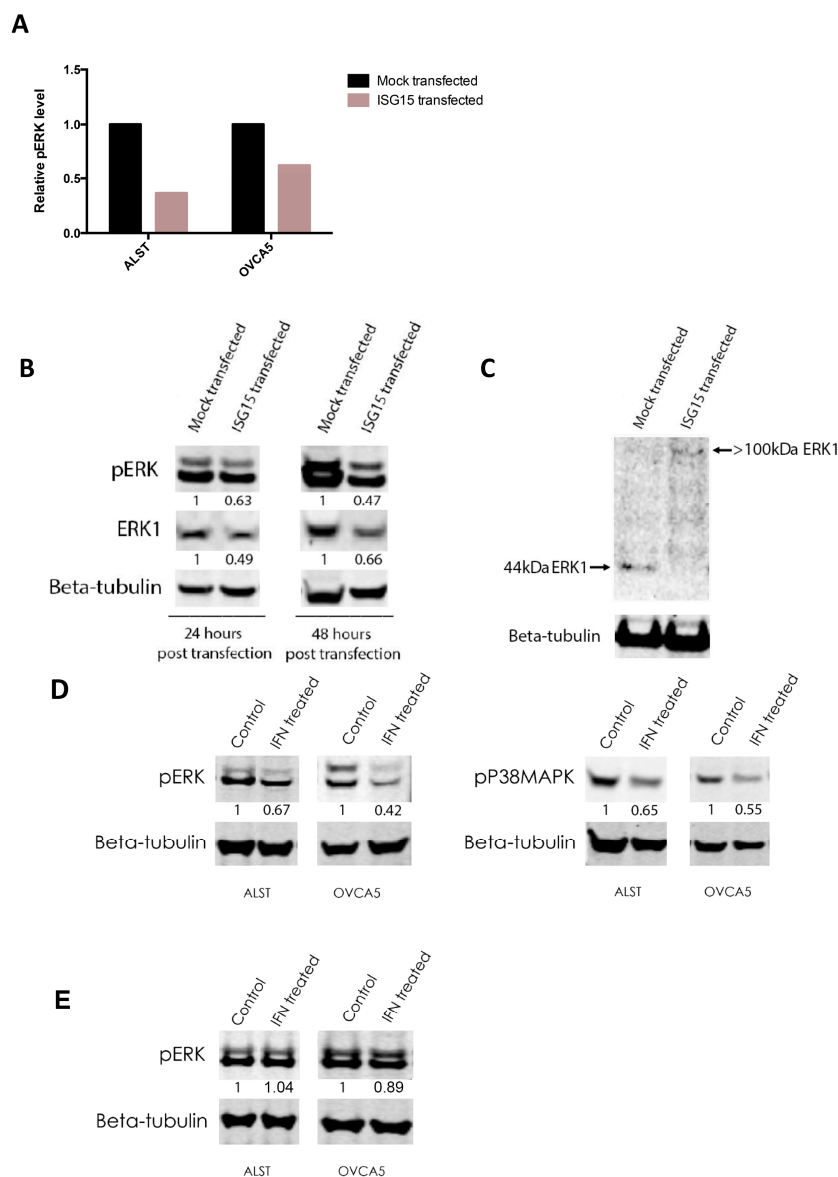 A
Relative pERK level
1.5
1.0
0.5
0.0
ALST
OVCA5
Mock transfected
ISG15 transfected
B
Mock transfected
ISG15 transfected
Mock transfected
ISG15 transfected
pERK
1 0.63 1 0.47
ERK1
1 0.49 1 0.66
Beta-tubulin
24 hours
post transfection
48 hours
post transfection
C
Mock transfected
ISG15 transfected
>100kDa ERK1
44kDa ERK1
Beta-tubulin
D
Control
IFN treated
Control
IFN treated
pERK
1 0.67 1 0.42
Beta-tubulin
ALST OVCA5
Control
IFN treated
Control
IFN treated
pP38MAPK
1 0.65 1 0.55
Beta-tubulin
ALST OVCA5
E
Control
IFN treated
Control
IFN treated
pERK
1 1.04 1 0.89
Beta-tubulin
ALST OVCA5